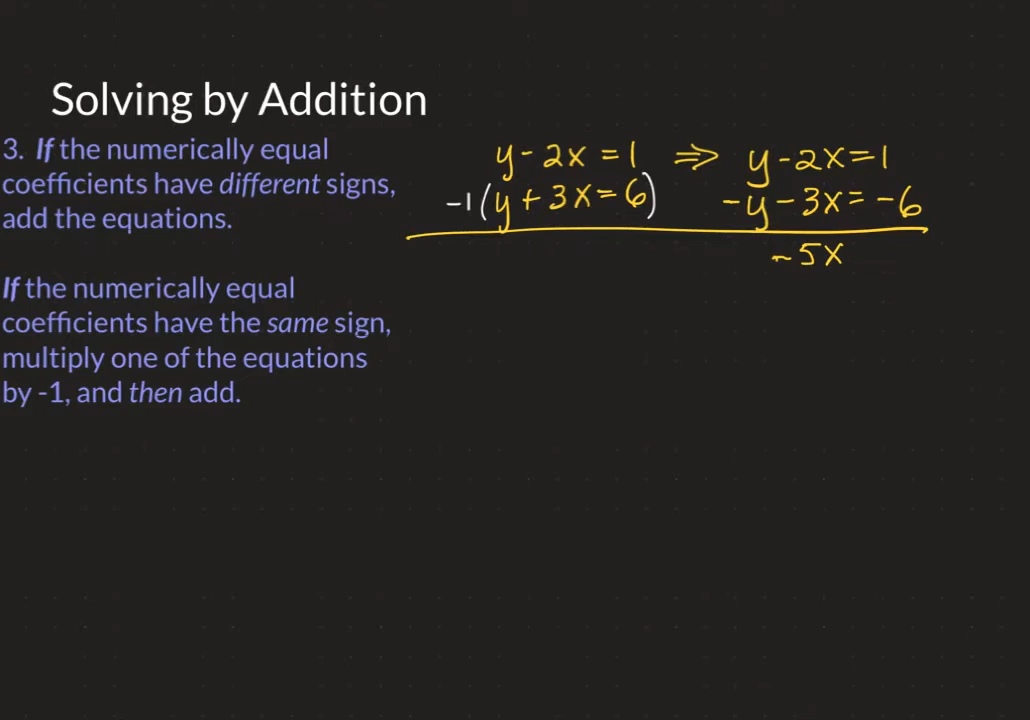 Solving by Addition
3. If the numerically equal
coefficients have different signs,
add the equations.
If the numerically equal
coefficients have the same sign,
multiply one of the equations
by -1, and then add.
y - 2x = 1 ⇒ y - 2x = 1
-1(y + 3x = 6) -y - 3x = -6
-5x